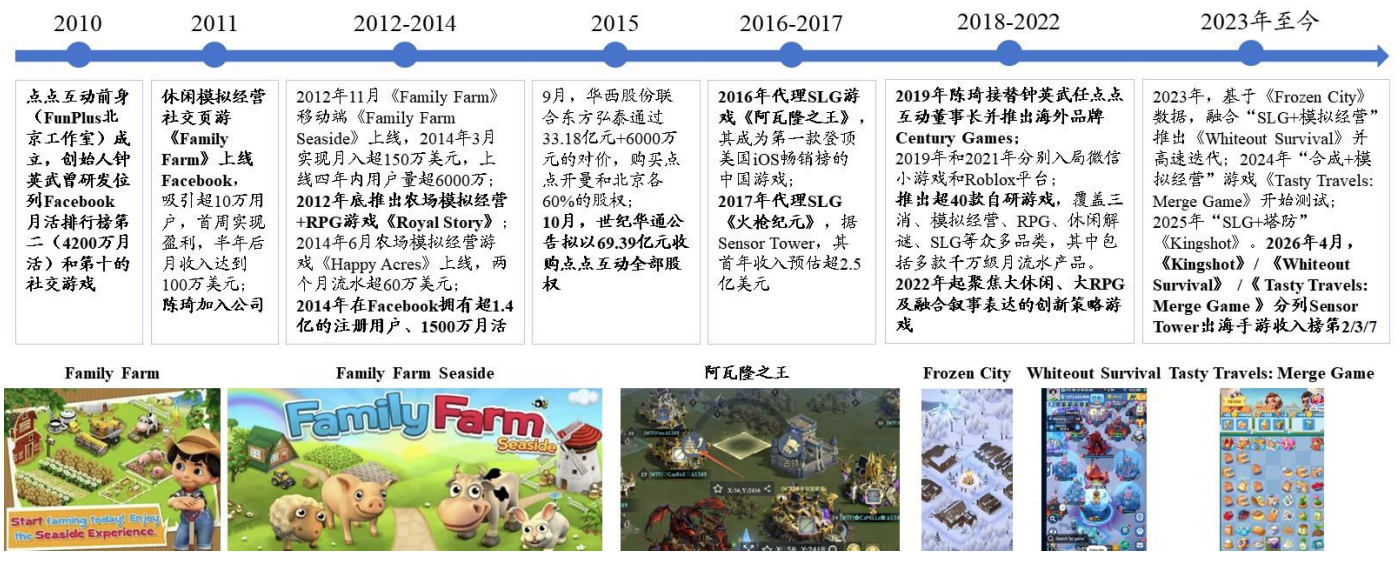 2010
2011
2012-2014
2015
2016-2017
2018-2022
2023年至今
点点互动前身
（FunPlus北
京工作室）成
立，创始人钟
英武曾研发位
列Facebook
月活排行榜第
二（4200万月
活）和第十的
社交游戏
休闲模拟经营
社交页游
《Family
Farm》上线
Facebook，
吸引超10万用
户，首周实现
盈利，半年后
月收入达到
100万美元；
陈琦加入公司
2012年11月《Family Farm》
移动端《Family Farm
Seaside》上线，2014年3月
实现月入超150万美元，上
线四年内用户量超6000万；
2012年底推出农场模拟经营
+RPG游戏《Royal Story》；
2014年6月农场模拟经营游
戏《Happy Acres》上线，两
个月流水超60万美元；
2014年在Facebook拥有超1.4
亿的注册用户、1500万月活
9月，华西股份联
合东方弘泰通过
33.18亿元+6000万
元的对价，购买点
点开曼和北京各
60%的股权；
10月，世纪华通公
告拟以69.39亿元收
购点点互动全部股
权
2016年代理SLG游
戏《阿瓦隆之王》，
其成为第一款登顶
美国iOS畅销榜的
中国游戏；
2017年代理SLG
《火枪纪元》，据
Sensor Tower，其
首年收入预估超2.5
亿美元
2019年陈琦接替钟英武任点点
互动董事长并推出海外品牌
Century Games；
2019年和2021年分别入局微信
小游戏和Roblox平台；
推出超40款自研游戏，覆盖三
消、模拟经营、RPG、休闲解
谜、SLG等众多品类，其中包
括多款千万级月流水产品。
2022年起聚焦大休闲、大RPG
及融合叙事表达的创新策略游
戏
2023年，基于《Frozen City》
数据，融合“SLG+模拟经营”
推出《Whiteout Survival》并
高速迭代；2024年“合成+模
拟经营”游戏《Tasty Travels:
Merge Game》开始测试；
2025年“SLG+塔防”
《Kingshot》。2026年4月，
《Kingshot》/《Whiteout
Survival》/《Tasty Travels:
Merge Game 》分列Sensor
Tower出海手游收入榜第2/3/7
Family Farm
Family Farm Seaside
阿瓦隆之王
Frozen City
Whiteout Survival
Tasty Travels: Merge Game
Start farming today! Enjoy
the Seaside Experience.
Family Farm
Seaside
X:56,Y:2416